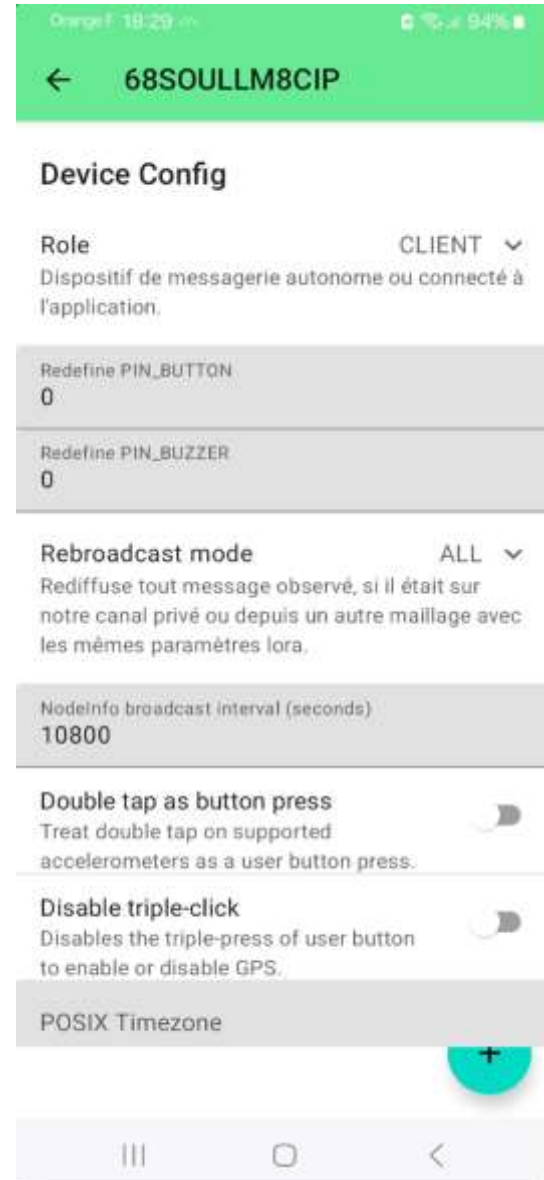 Orange F 18:29
94%
68SOULLM8CIP
Device Config
Role CLIENT
Dispositif de messagerie autonome ou connecté à
l'application.
Redefine PIN_BUTTON
0
Redefine PIN_BUZZER
0
Rebroadcast mode ALL
Rediffuse tout message observé, si il était sur
notre canal privé ou depuis un autre maillage avec
les mêmes paramètres lora.
NodeInfo broadcast interval (seconds)
10800
Double tap as button press
Treat double tap on supported
accelerometers as a user button press.
Disable triple-click
Disables the triple-press of user button
to enable or disable GPS.
POSIX Timezone
+